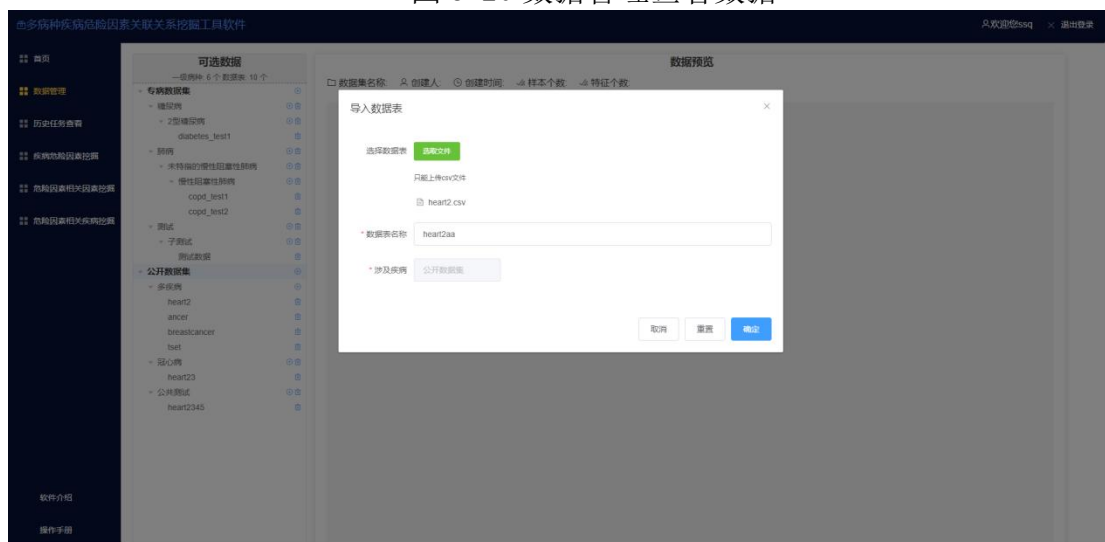 多病种疾病危险因素关联关系挖掘工具软件
欢迎您ssq
退出登录
首页
数据管理
历史任务查看
疾病危险因素挖掘
危险因素相关因素挖掘
危险因素相关疾病挖掘
软件介绍
操作手册
可选数据
一级病种 6 个 数据表 10 个
专病数据集
糖尿病
2型糖尿病
diabetes_test1
肺病
未特指的慢性阻塞性肺病
慢性阻塞性肺病
copd_test1
copd_test2
测试
子测试
测试数据
公开数据集
多疾病
heart2
ancer
breastcancer
tset
冠心病
heart23
公共测试
heart2345
数据预览
数据集名称: 创建人: 创建时间: 样本个数: 特征个数:
导入数据表
选择数据表 选取文件
只能上传csv文件
heart2.csv
* 数据表名称 heart2aa
* 涉及疾病 公开数据集
取消 重置 确定